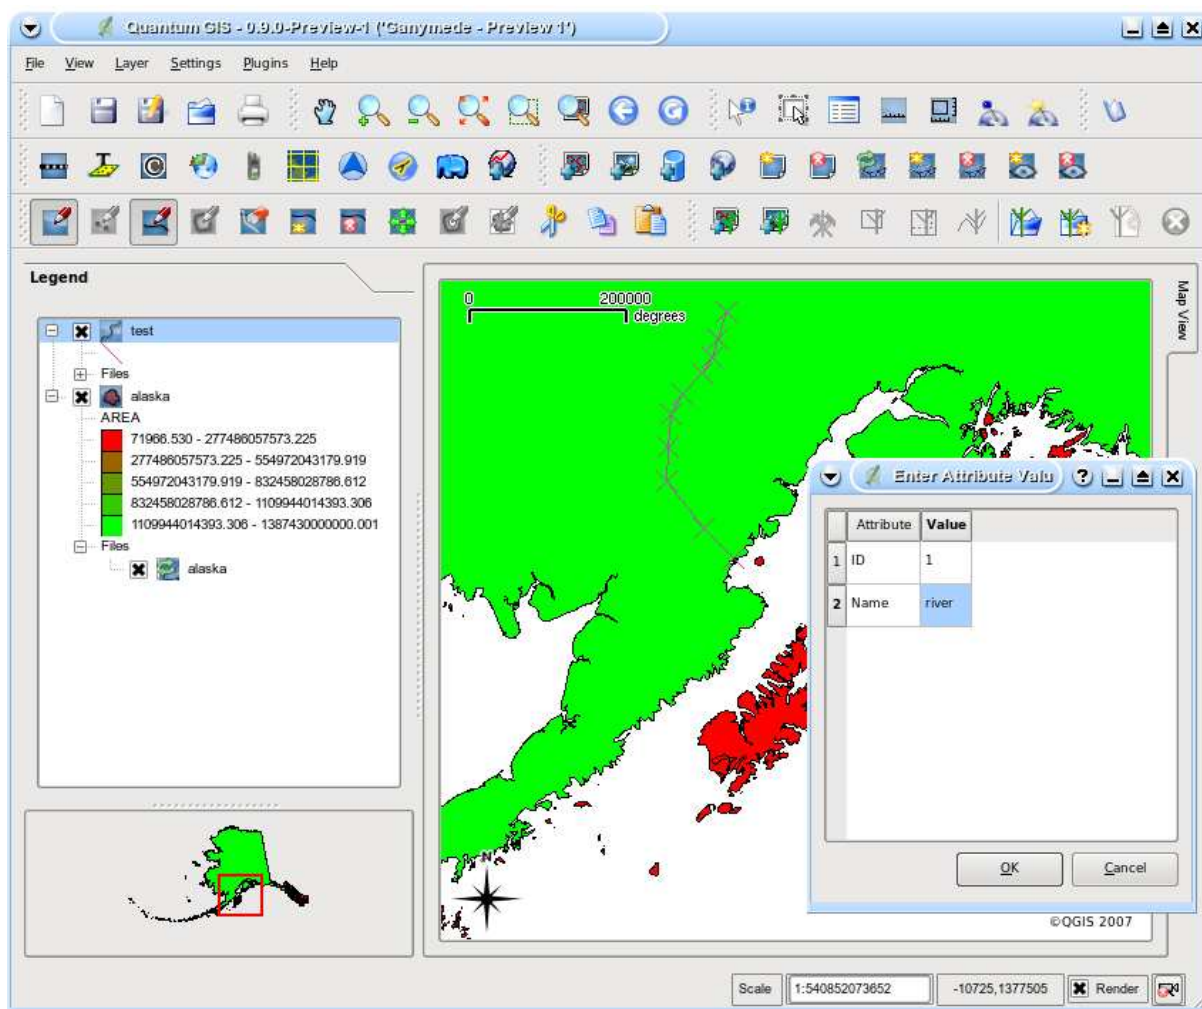 Quantum GIS - 0.9.0-Preview-1 ('Ganymede - Preview 1')
File View Layer Settings Plugins Help
Legend
test
Files
alaska
AREA
71966.530 - 277486057573.225
277486057573.225 - 554972043179.919
554972043179.919 - 832458028786.612
832458028786.612 - 1109944014393.306
1109944014393.306 - 1387430000000.001
Files
alaska
0 200000
degrees
Map View
Enter Attribute Valu
Attribute Value
1 ID 1
2 Name river
OK Cancel
N
©QGIS 2007
Scale 1:540852073652 -10725,1377505 Render